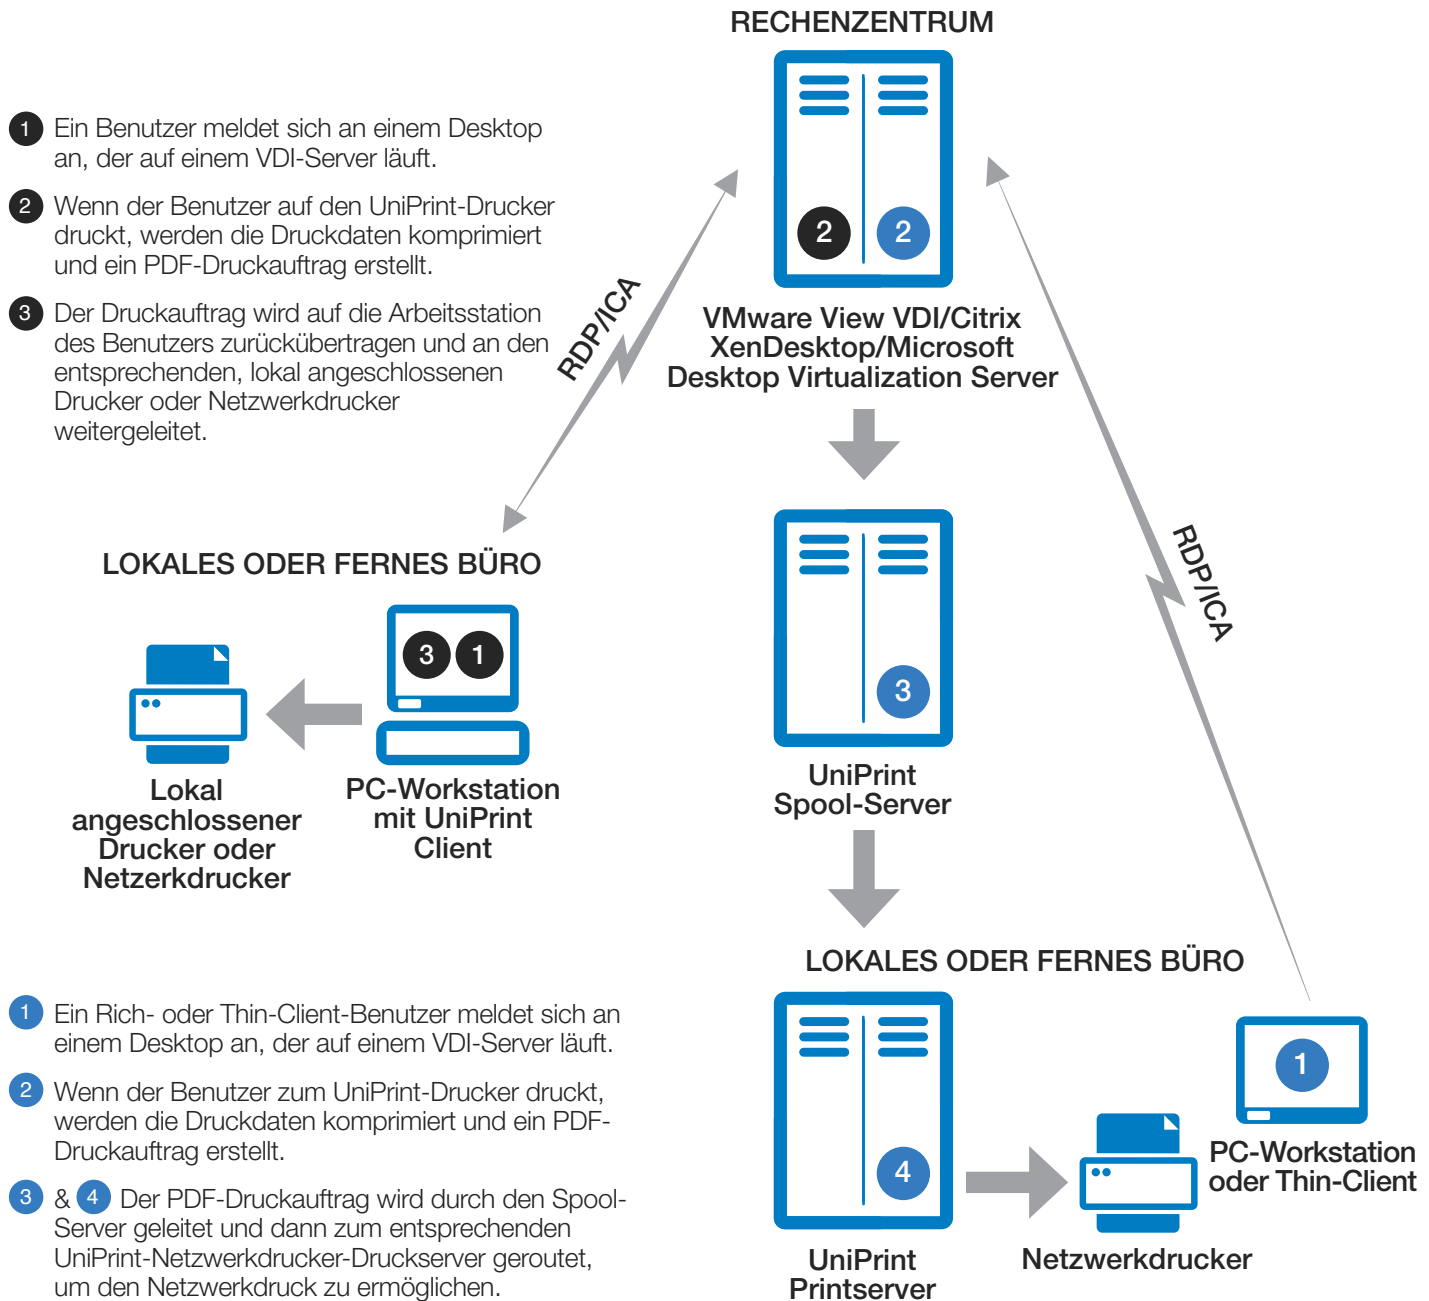 RECHENZENTRUM
1 Ein Benutzer meldet sich an einem Desktop
an, der auf einem VDI-Server läuft.
2 Wenn der Benutzer auf den UniPrint-Drucker
druckt, werden die Druckdaten komprimiert
und ein PDF-Druckauftrag erstellt.
3 Der Druckauftrag wird auf die Arbeitsstation
des Benutzers zurückübertragen und an den
entsprechenden, lokal angeschlossenen
Drucker oder Netzwerkdrucker
weitergeleitet.
2 2
VMware View VDI/Citrix
XenDesktop/Microsoft
Desktop Virtualization Server
RDP/ICA
RDP/ICA
LOKALES ODER FERNES BÜRO
3 1
Lokal
angeschlossener
Drucker oder
Netzerkdrucker
PC-Workstation
mit UniPrint
Client
3
UniPrint
Spool-Server
LOKALES ODER FERNES BÜRO
1 Ein Rich- oder Thin-Client-Benutzer meldet sich an
einem Desktop an, der auf einem VDI-Server läuft.
2 Wenn der Benutzer zum UniPrint-Drucker druckt,
werden die Druckdaten komprimiert und ein PDF-
Druckauftrag erstellt.
3 & 4 Der PDF-Druckauftrag wird durch den Spool-
Server geleitet und dann zum entsprechenden
UniPrint-Netzwerkdrucker-Druckserver geroutet,
um den Netzwerkdruck zu ermöglichen.
4
UniPrint
Printserver
Netzwerkdrucker
1
PC-Workstation
oder Thin-Client